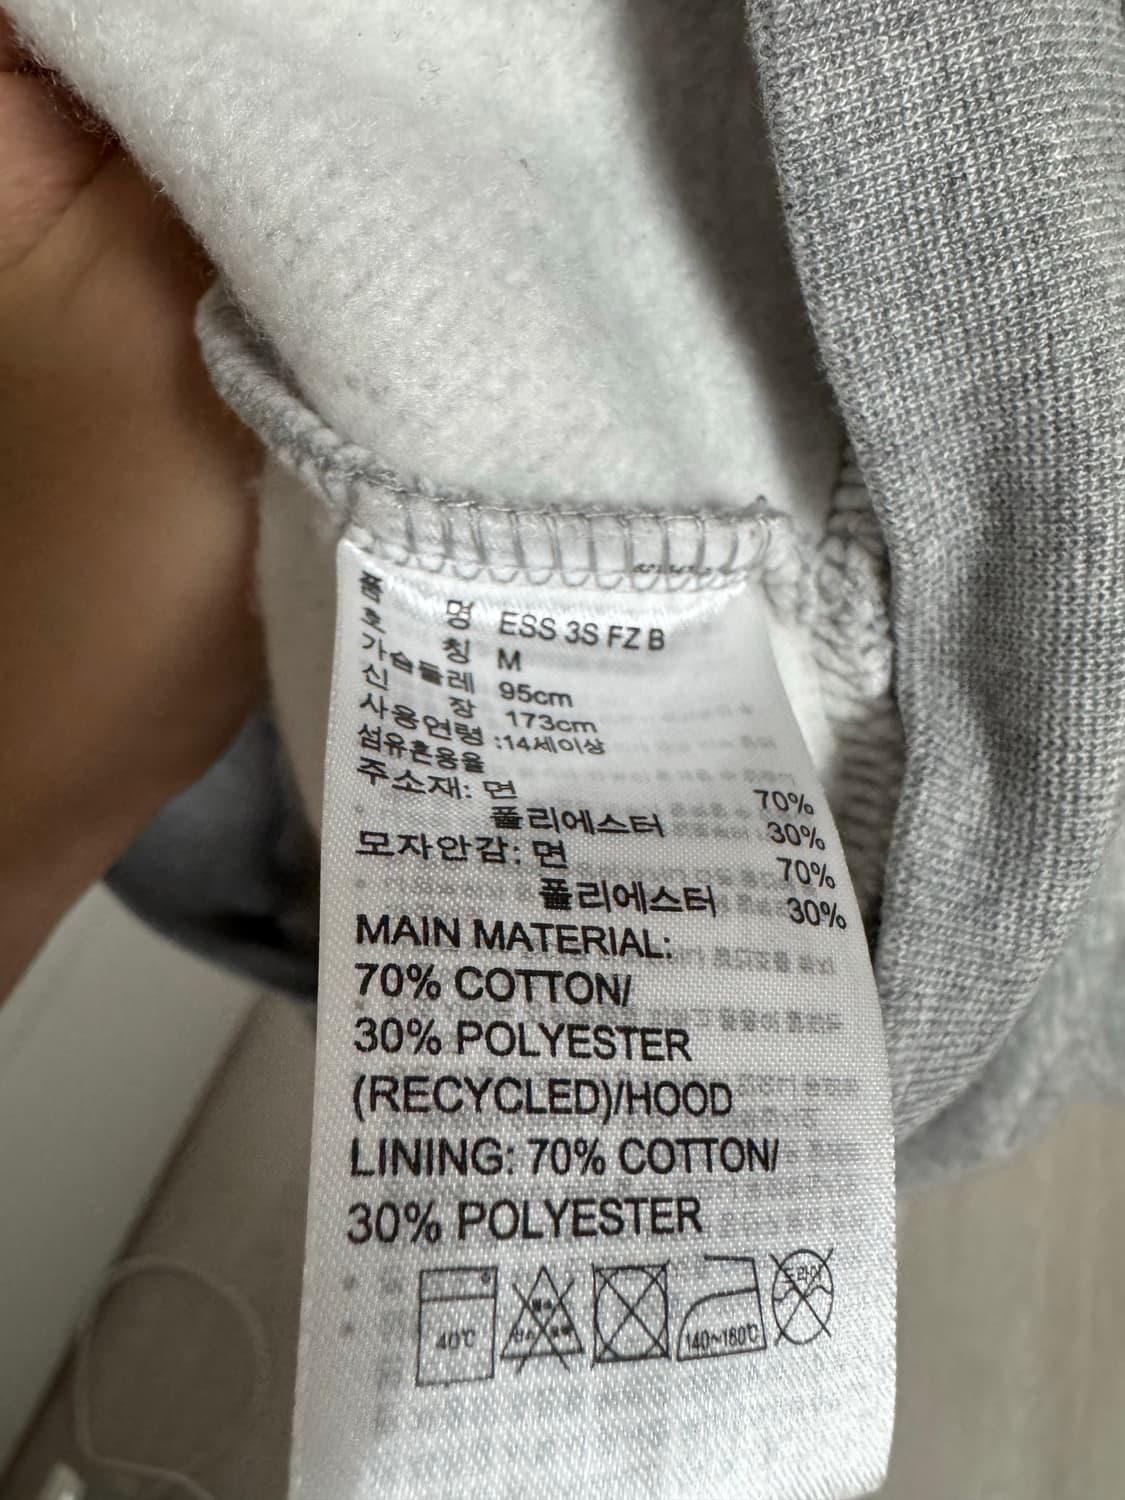 품 명 ESS 3S FZ B
호 칭 M
가슴둘레 95cm
신 장 173cm
사용연령 :14세이상
섬유혼용율
주소재: 면 70%
폴리에스터 30%
모자안감: 면 70%
폴리에스터 30%
MAIN MATERIAL:
70% COTTON/
30% POLYESTER
(RECYCLED)/HOOD
LINING: 70% COTTON/
30% POLYESTER
40℃ 140~160℃ 드라이